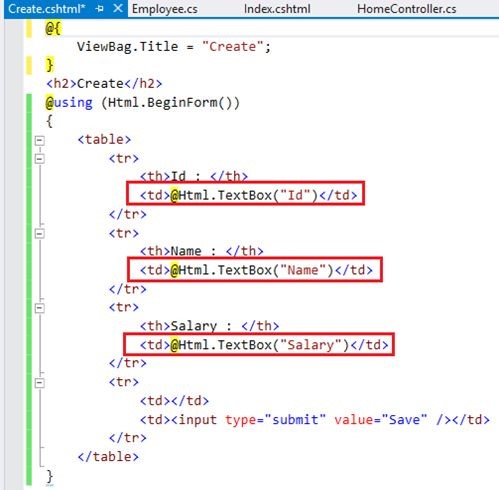 Create.cshtml* Employee.cs Index.cshtml HomeController.cs
@{
    ViewBag.Title = "Create";
}
<h2>Create</h2>
@using (Html.BeginForm())
{
    <table>
        <tr>
            <th>Id : </th>
            <td>@Html.TextBox("Id")</td>
        </tr>
        <tr>
            <th>Name : </th>
            <td>@Html.TextBox("Name")</td>
        </tr>
        <tr>
            <th>Salary : </th>
            <td>@Html.TextBox("Salary")</td>
        </tr>
        <tr>
            <td></td>
            <td><input type="submit" value="Save" /></td>
        </tr>
    </table>
}